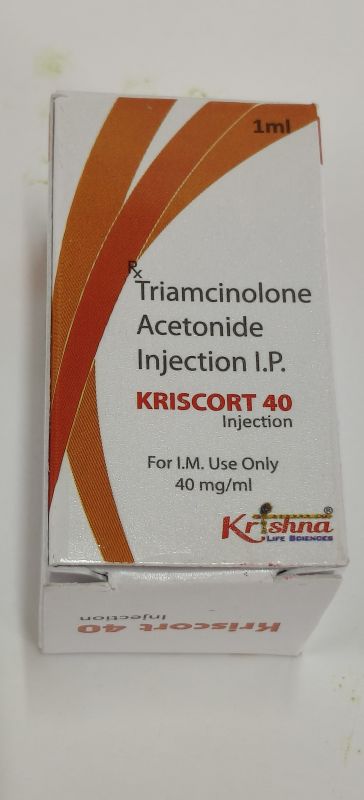 1ml
Rx
Triamcinolone
Acetonide
Injection I.P.
KRISCORT 40
Injection
For I.M. Use Only
40 mg/ml
Krishna®
LIFE SCIENCES
Kriscort 40
Injection